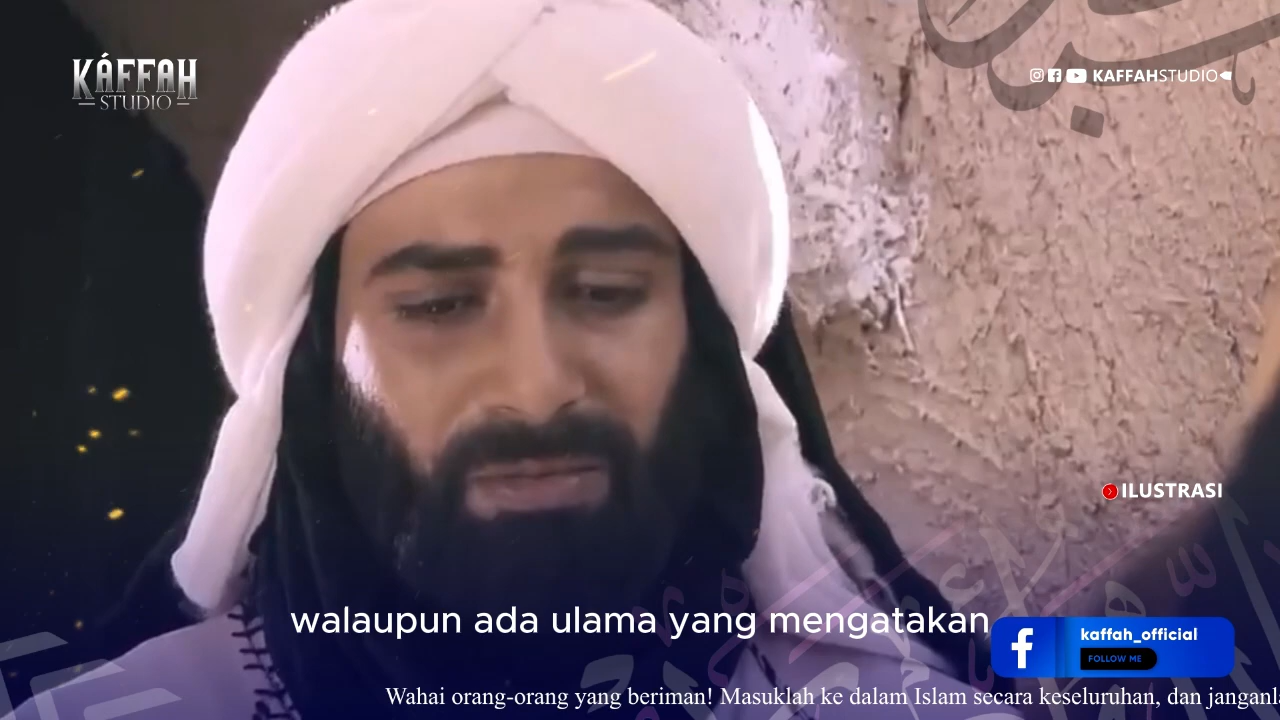 KÁFFAH
STUDIO
KAFFAHSTUDIO
ILUSTRASI
walaupun ada ulama yang mengatakan
kaffah_official
FOLLOW ME
Wahai orang-orang yang beriman! Masuklah ke dalam Islam secara keseluruhan, dan